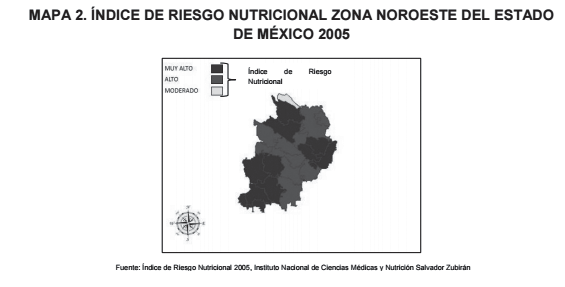 MAPA 2. ÍNDICE DE RIESGO NUTRICIONAL ZONA NOROESTE DEL ESTADO
DE MÉXICO 2005
MUY ALTO
ALTO
MODERADO
Índice de Riesgo
Nutricional
Fuente: Índice de Riesgo Nutricional 2005, Instituto Nacional de Ciencias Médicas y Nutrición Salvador Zubirán